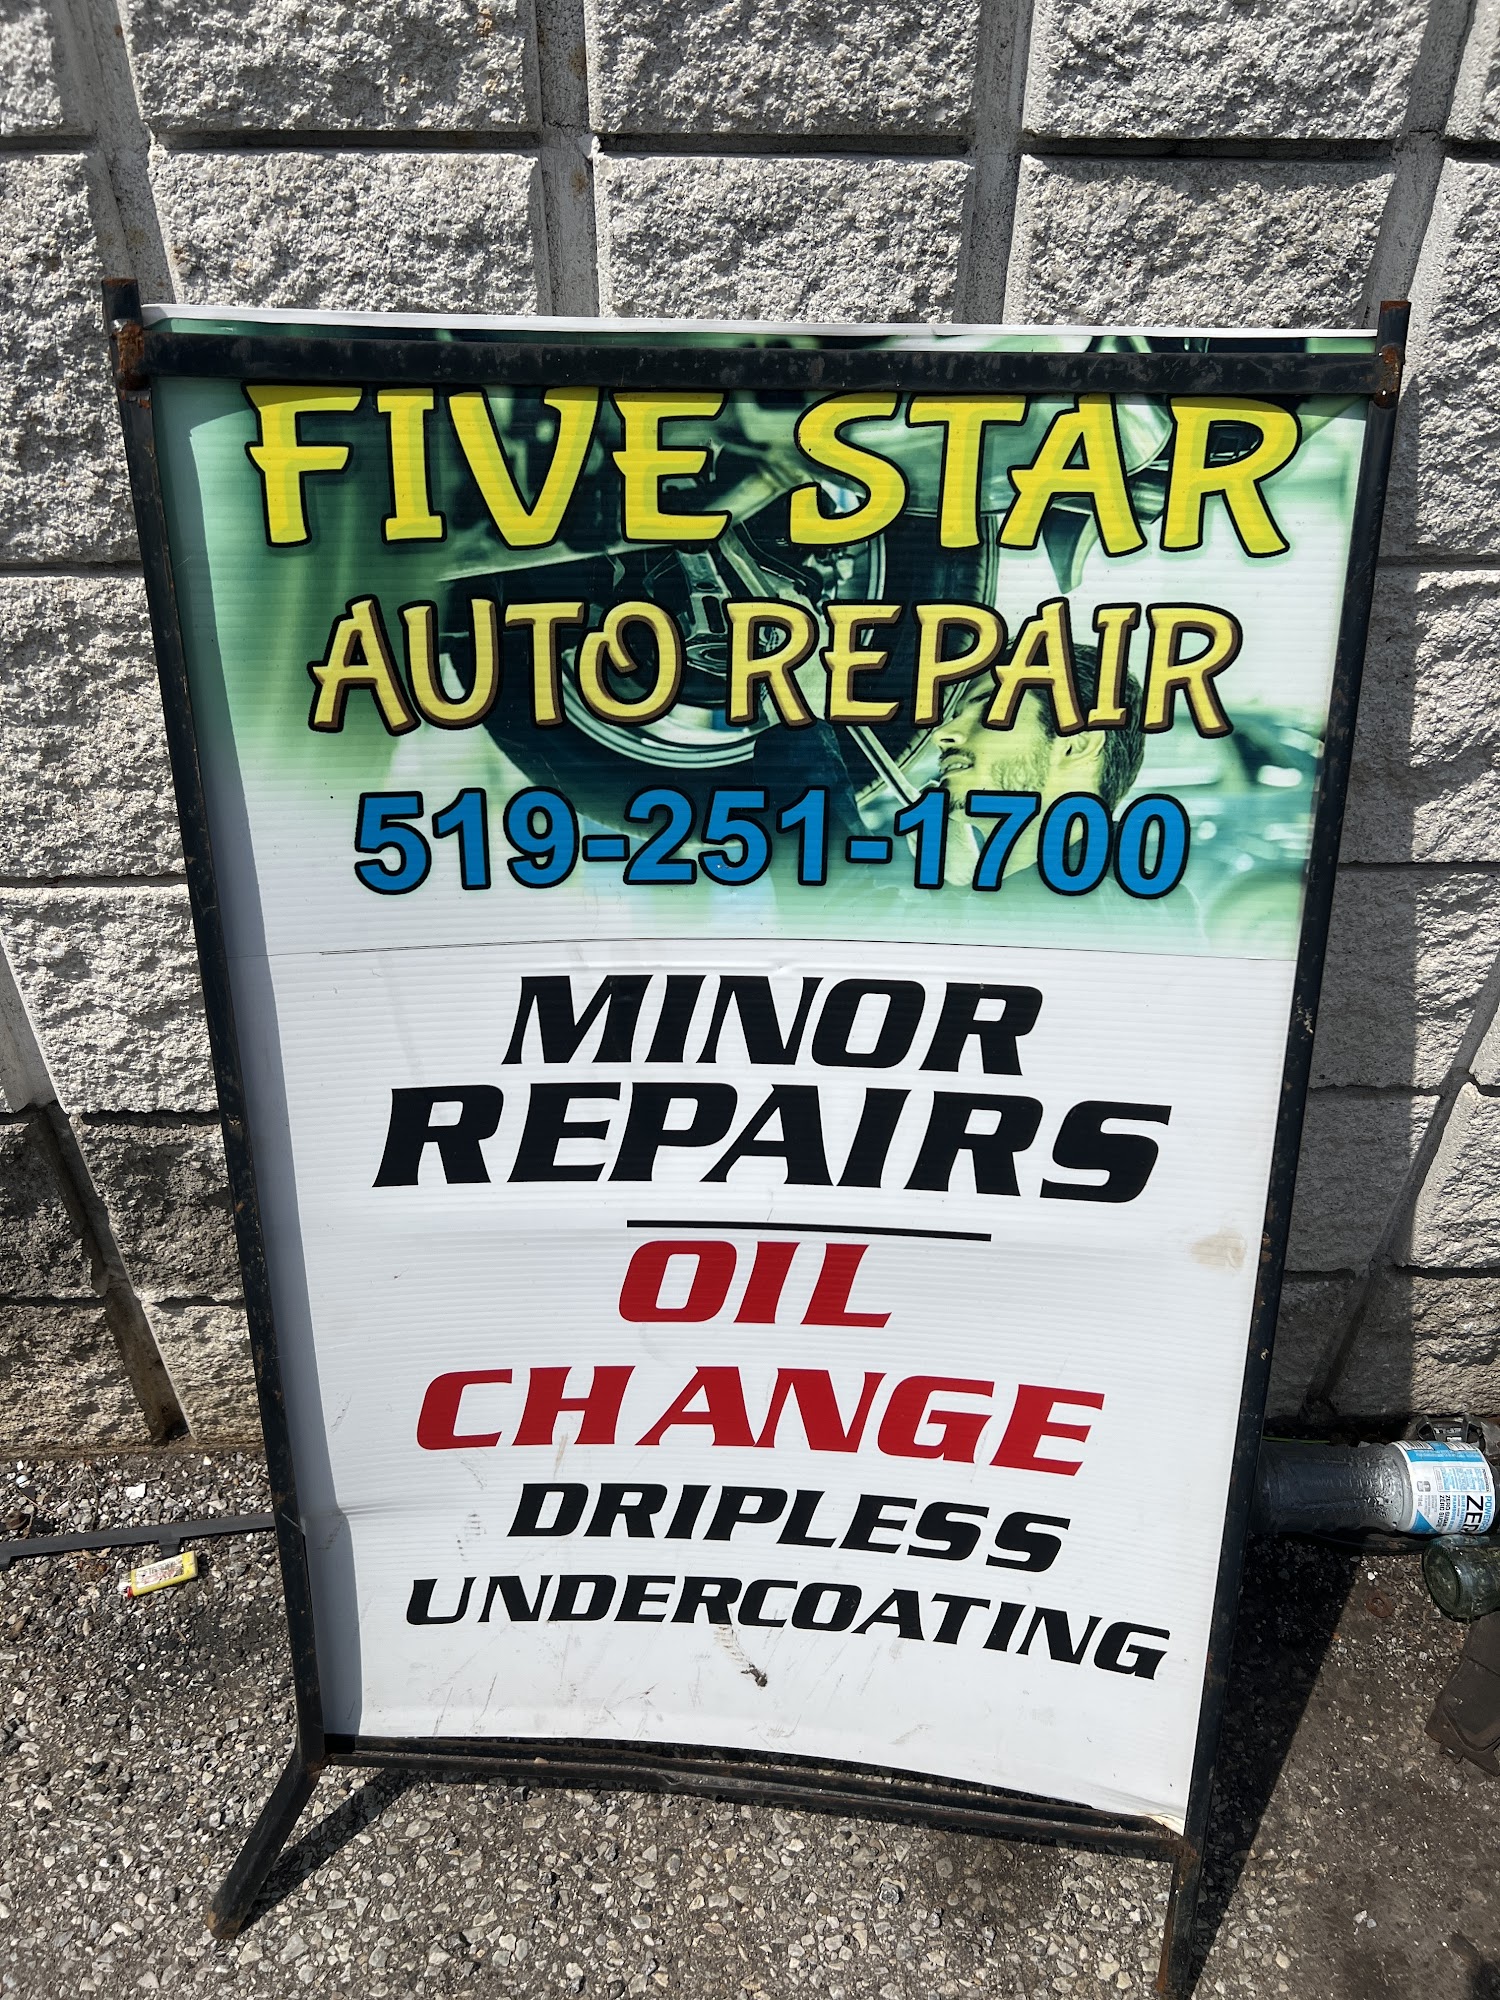 FIVE STAR
AUTO REPAIR
519-251-1700
MINOR
REPAIRS
OIL
CHANGE
DRIPLESS
UNDERCOATING